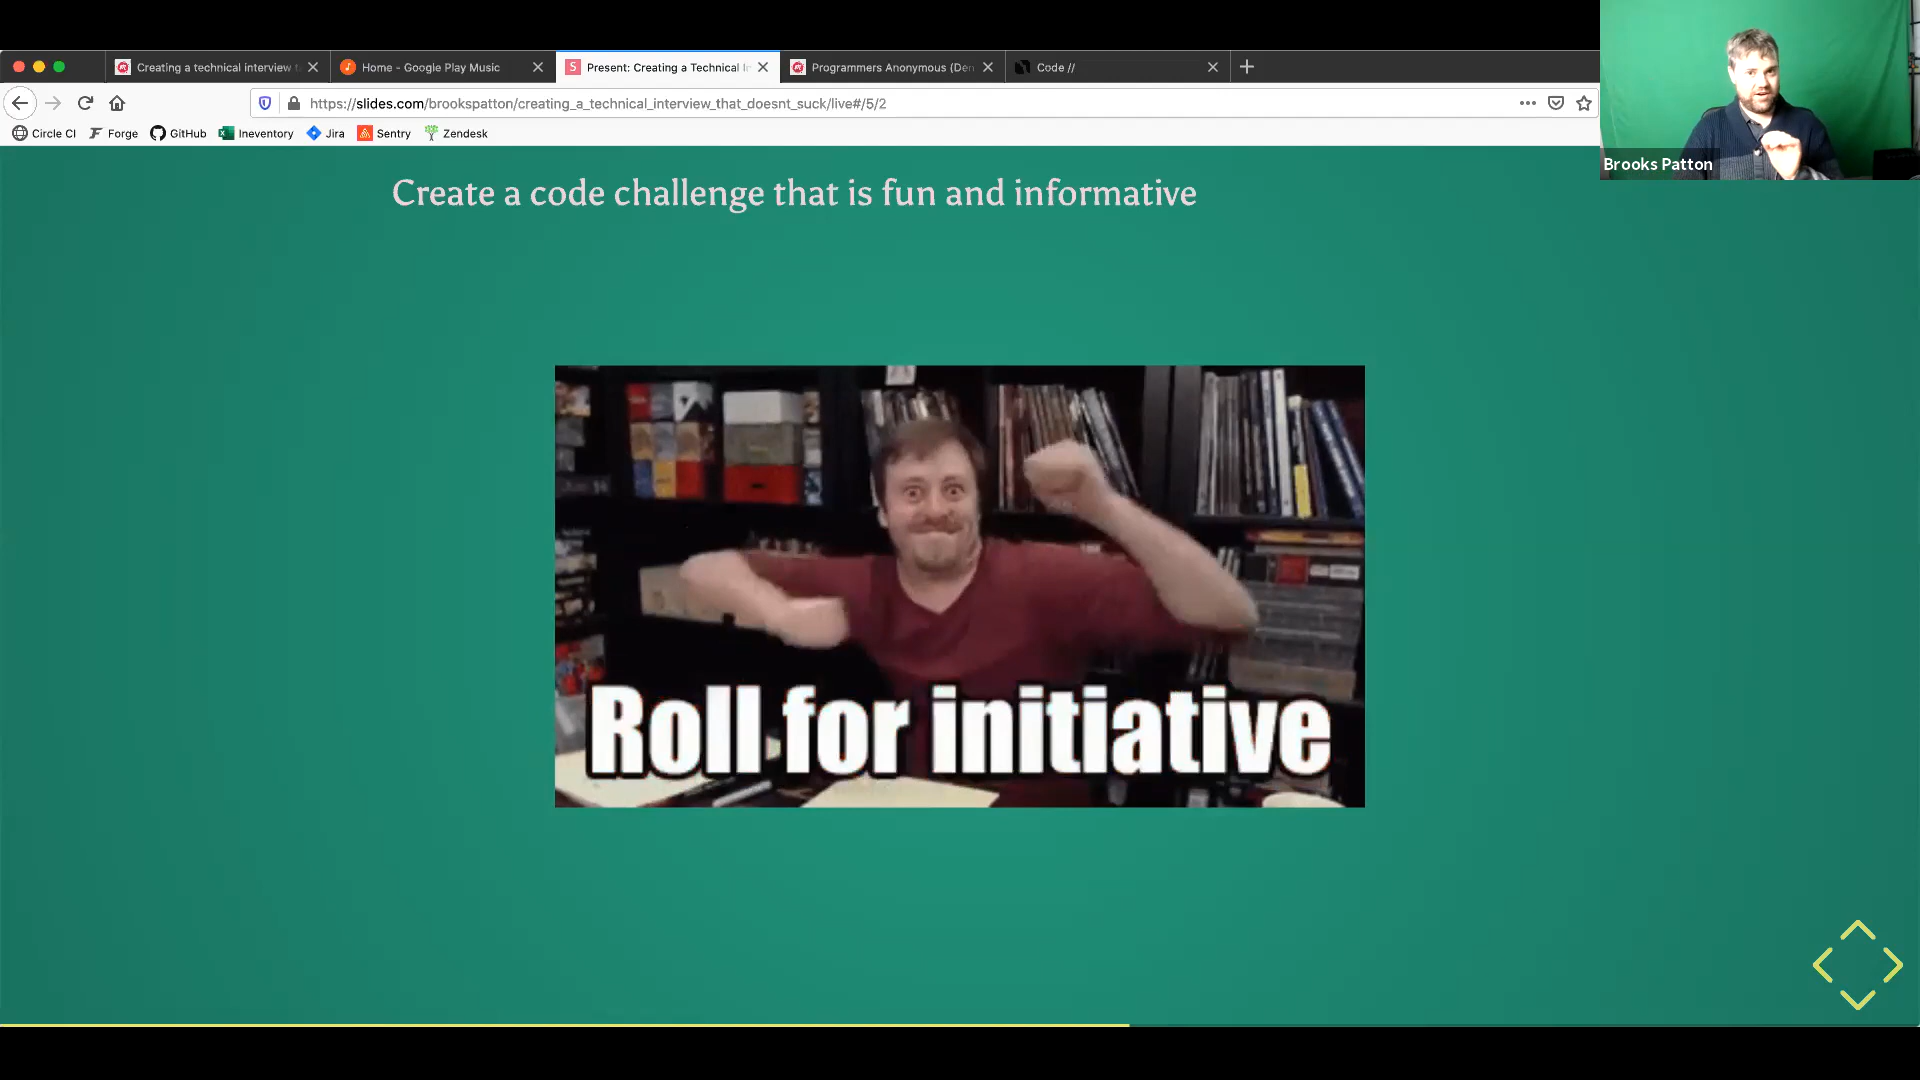 Creating a technical interview
Home - Google Play Music
Present: Creating a Technical
Programmers Anonymous (Den
Code //
https://slides.com/brookspatton/creating_a_technical_interview_that_doesnt_suck/live#/5/2
Circle CI
Forge
GitHub
Ineventory
Jira
Sentry
Zendesk
Brooks Patton
Create a code challenge that is fun and informative
Roll for initiative